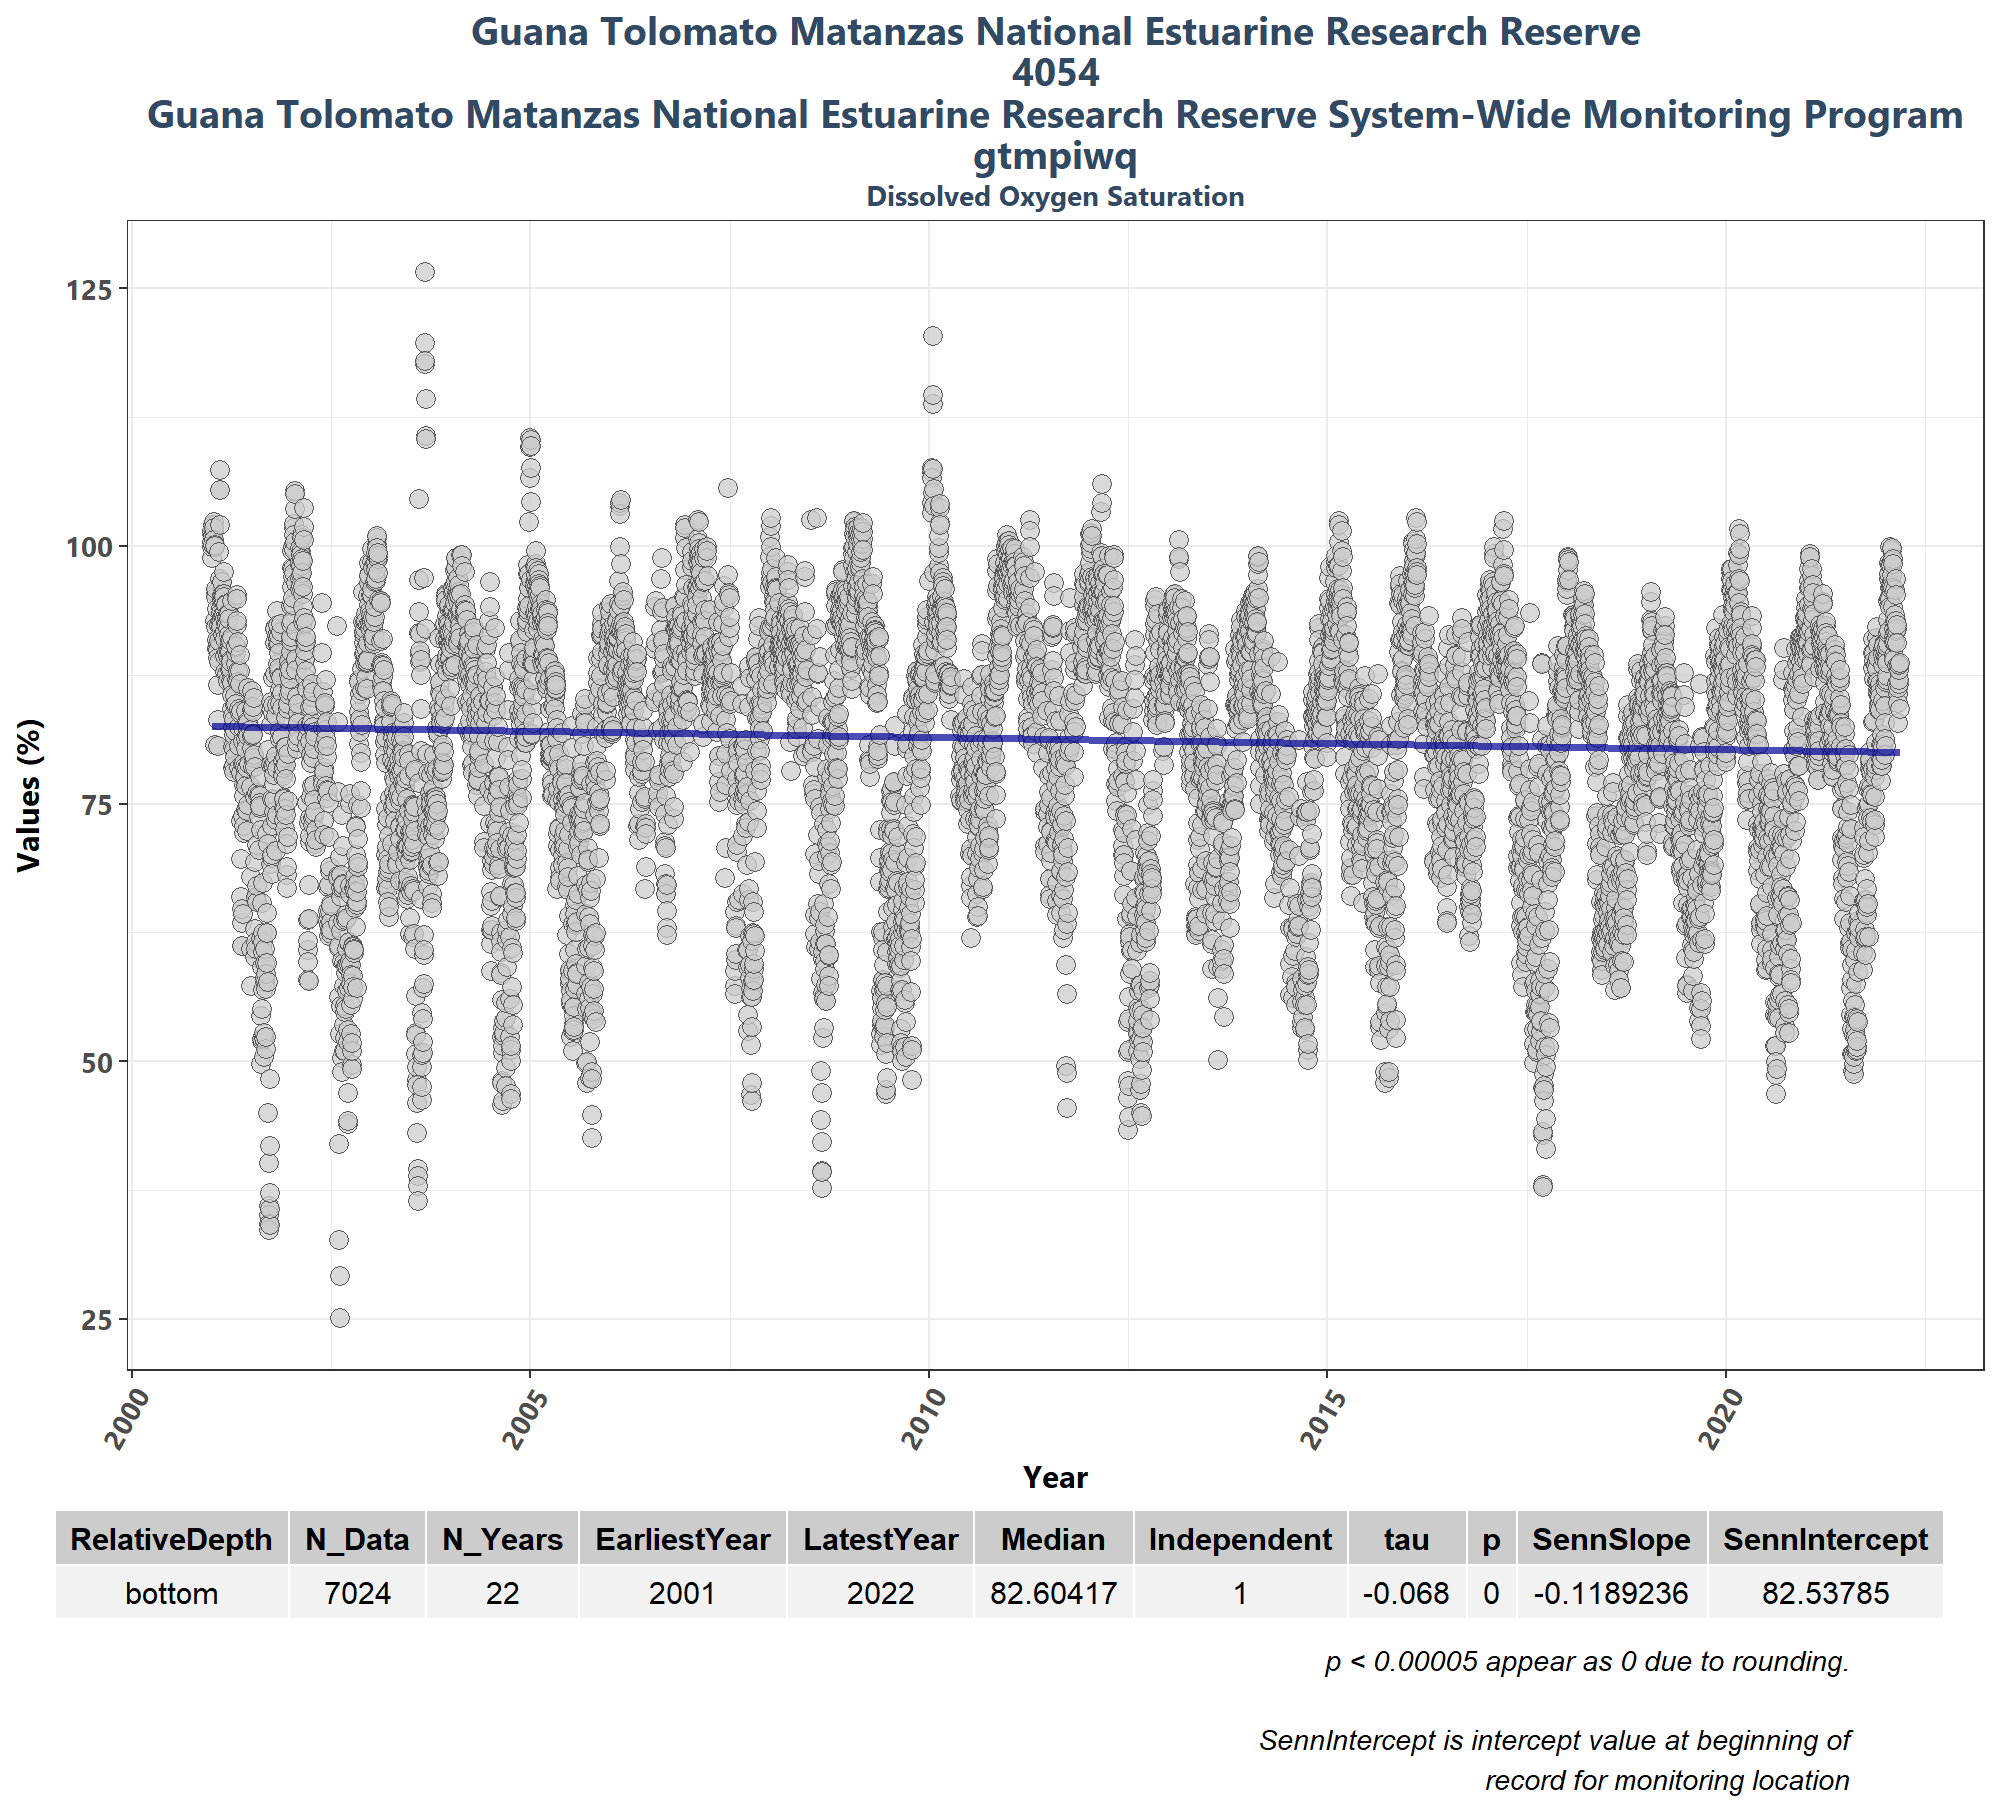 Guana Tolomato Matanzas National Estuarine Research Reserve
4054
Guana Tolomato Matanzas National Estuarine Research Reserve System-Wide Monitoring Program
gtmpiwq
Dissolved Oxygen Saturation
Values (%)
125
100
75
50
25
2000
2005
2010
2015
2020
Year
RelativeDepth N_Data N_Years EarliestYear LatestYear Median Independent tau p SennSlope SennIntercept
bottom 7024 22 2001 2022 82.60417 1 -0.068 0 -0.1189236 82.53785
p < 0.00005 appear as 0 due to rounding.
SennIntercept is intercept value at beginning of
record for monitoring location